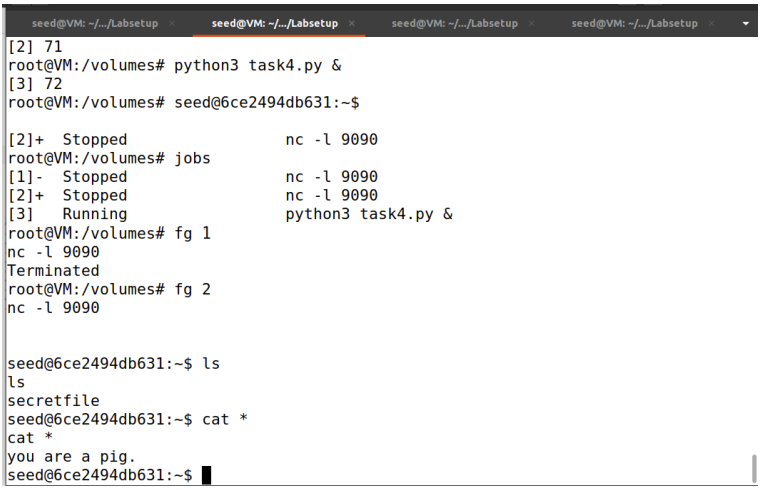 seed@VM: ~/.../Labsetup × seed@VM: ~/.../Labsetup × seed@VM: ~/.../Labsetup × seed@VM: ~/.../Labsetup ×
[2] 71
root@VM:/volumes# python3 task4.py &
[3] 72
root@VM:/volumes# seed@6ce2494db631:~$
[2]+  Stopped                 nc -l 9090
root@VM:/volumes# jobs
[1]-  Stopped                 nc -l 9090
[2]+  Stopped                 nc -l 9090
[3]   Running                 python3 task4.py &
root@VM:/volumes# fg 1
nc -l 9090
Terminated
root@VM:/volumes# fg 2
nc -l 9090
seed@6ce2494db631:~$ ls
ls
secretfile
seed@6ce2494db631:~$ cat *
cat *
you are a pig.
seed@6ce2494db631:~$